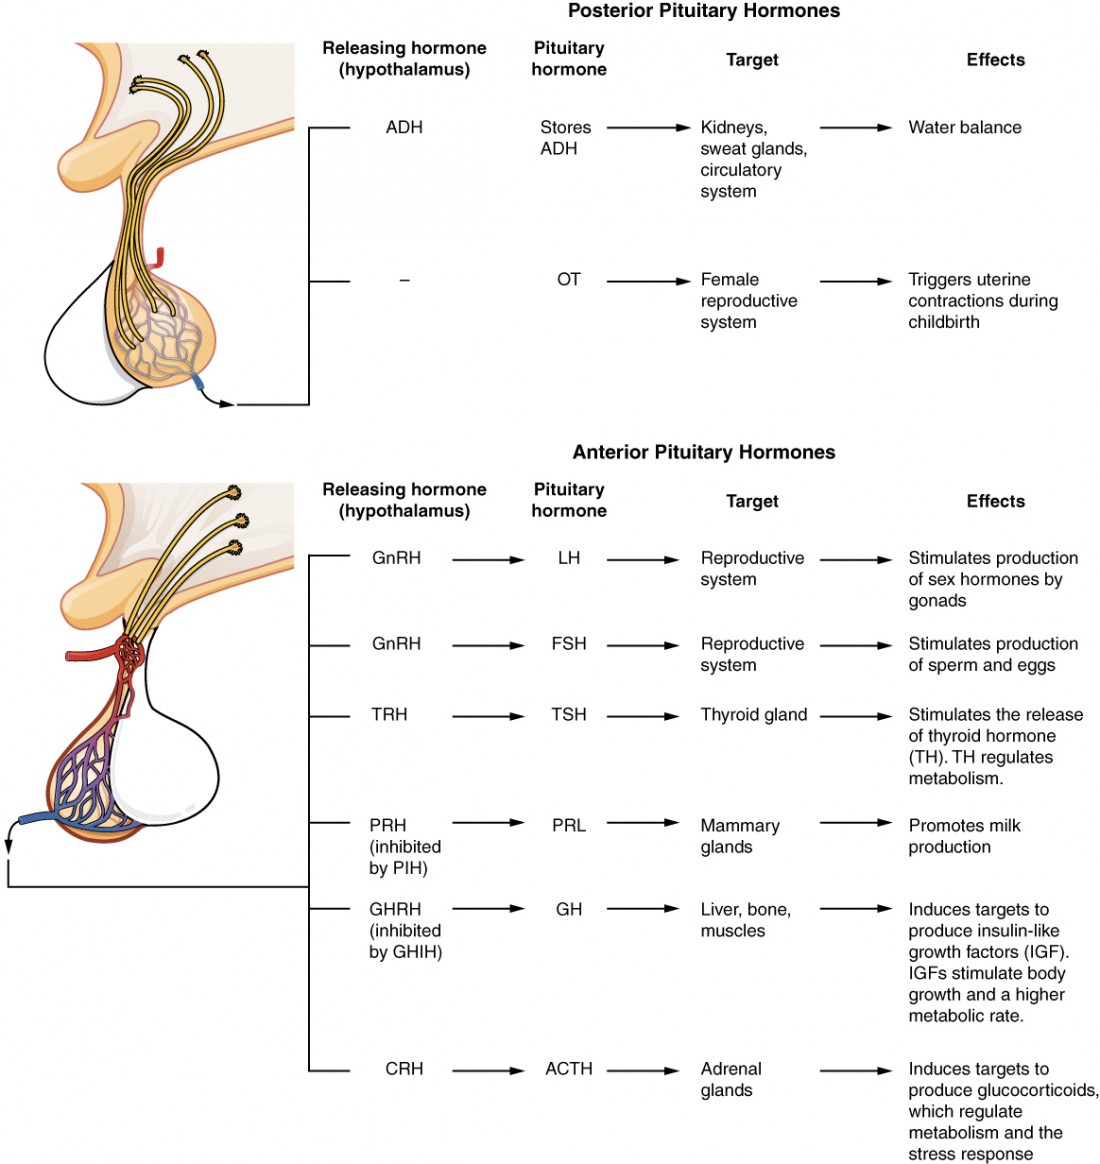 Posterior Pituitary Hormones
Releasing hormone
(hypothalamus)
Pituitary
hormone
Target
Effects
ADH
Stores
ADH
Kidneys,
sweat glands,
circulatory
system
Water balance
–
OT
Female
reproductive
system
Triggers uterine
contractions during
childbirth
Anterior Pituitary Hormones
Releasing hormone
(hypothalamus)
Pituitary
hormone
Target
Effects
GnRH
LH
Reproductive
system
Stimulates production
of sex hormones by
gonads
GnRH
FSH
Reproductive
system
Stimulates production
of sperm and eggs
TRH
TSH
Thyroid gland
Stimulates the release
of thyroid hormone
(TH). TH regulates
metabolism.
PRH
(inhibited
by PIH)
PRL
Mammary
glands
Promotes milk
production
GHRH
(inhibited
by GHIH)
GH
Liver, bone,
muscles
Induces targets to
produce insulin-like
growth factors (IGF).
IGFs stimulate body
growth and a higher
metabolic rate.
CRH
ACTH
Adrenal
glands
Induces targets to
produce glucocorticoids,
which regulate
metabolism and the
stress response